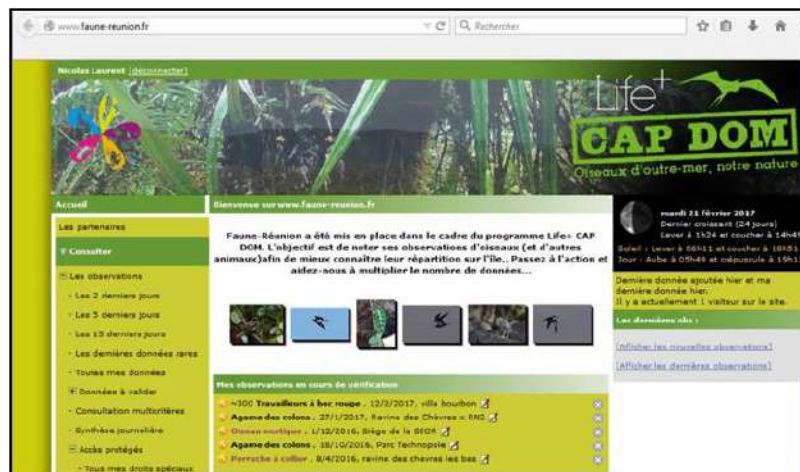 www.faune-reunion.fr
Rechercher
Nicolas Laurent [déconnecter]
Life+
CAP DOM
Oiseaux d'outre-mer, notre nature
Accueil
Bienvenue sur www.faune-reunion.fr
Les partenaires
Consulter
Les observations
- Les 2 derniers jours
- Les 5 derniers jours
- Les 15 derniers jours
- Les dernières données rares
- Toutes mes données
Données à valider
- Consultation multicritères
- Synthèse journalière
Accès protégés
- Tous mes droits spéciaux
Faune-Réunion a été mis en place dans le cadre du programme Life+ CAP
DOM. L'objectif est de noter ses observations d'oiseaux (et d'autres
animaux)afin de mieux connaître leur répartition sur l'île.. Passez à l'action et
aidez-nous à multiplier le nombre de données...
Mes observations en cours de vérification
~300 Travailleurs à bec rouge , 12/2/2017, villa bourbon
Agame des colons , 27/1/2017, Ravine des Chèvres x RN2
Oiseau exotique , 1/12/2016, Siège de la SEOR
Agame des colons , 18/10/2016, Parc Technopole
Perruche à collier , 8/4/2016, ravine des chèvres les bas
mardi 21 février 2017
Dernier croissant (24 jours)
Lever à 1h24 et coucher à 14h49
Soleil : Lever à 06h11 et coucher à 18h51
Jour : Aube à 05h49 et crépuscule à 19h13
Dernière donnée ajoutée hier et ma
dernière donnée hier.
Il y a actuellement 1 visiteur sur le site.
Les dernières obs :
[Afficher les nouvelles observations]
[Afficher les dernières observations]